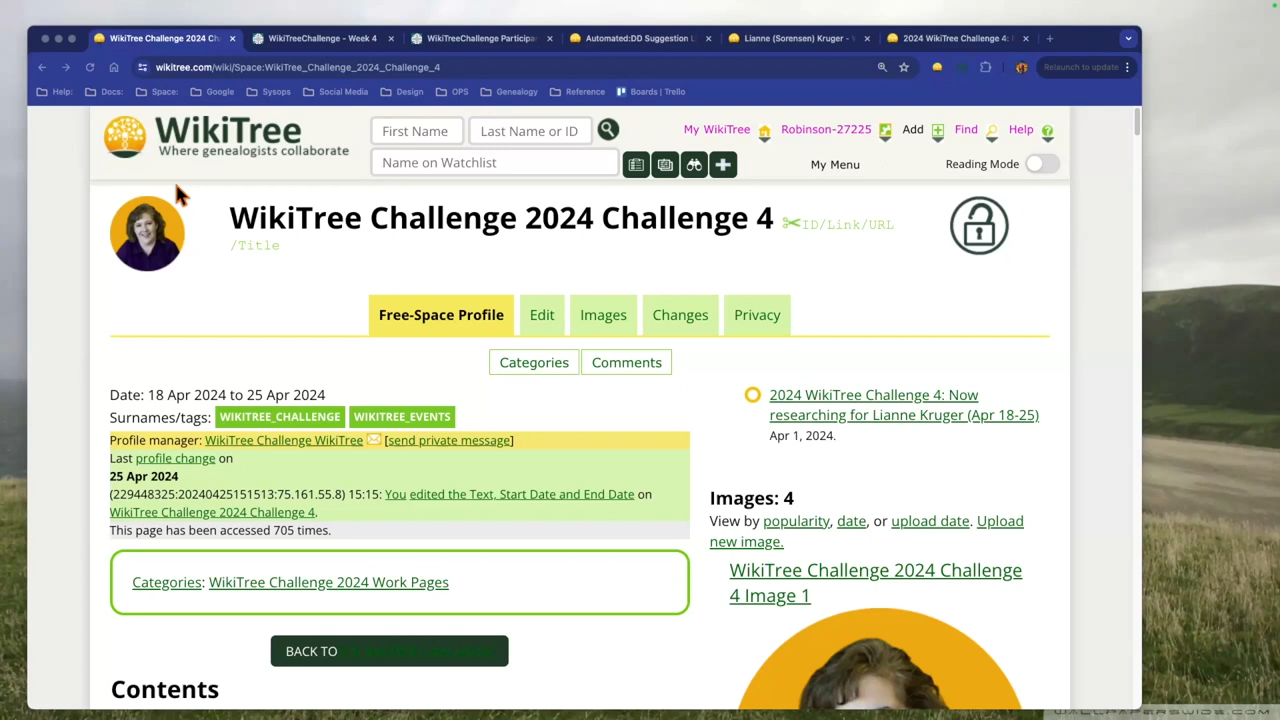 WikiTree Challenge 2024 Ch
WikiTreeChallenge - Week 4
WikiTreeChallenge Participa
Automated:DD Suggestion L
Lianne (Sorensen) Kruger -
2024 WikiTree Challenge 4:
wikitree.com/wiki/Space:WikiTree_Challenge_2024_Challenge_4
Relaunch to update
Help:
Docs:
Space:
Google
Sysops
Social Media
Design
OPS
Genealogy
Reference
Boards | Trello
WikiTree
Where genealogists collaborate
First Name
Last Name or ID
My WikiTree
Robinson-27225
Add
Find
Help
Name on Watchlist
My Menu
Reading Mode
WikiTree Challenge 2024 Challenge 4 ID/Link/URL
/Title
Free-Space Profile
Edit
Images
Changes
Privacy
Categories
Comments
Date: 18 Apr 2024 to 25 Apr 2024
Surnames/tags: WIKITREE_CHALLENGE WIKITREE_EVENTS
Profile manager: WikiTree Challenge WikiTree [send private message]
Last profile change on
25 Apr 2024
(229448325:20240425151513:75.161.55.8) 15:15: You edited the Text, Start Date and End Date on
WikiTree Challenge 2024 Challenge 4.
This page has been accessed 705 times.
Categories: WikiTree Challenge 2024 Work Pages
BACK TO
Contents
2024 WikiTree Challenge 4: Now
researching for Lianne Kruger (Apr 18-25)
Apr 1, 2024.
Images: 4
View by popularity, date, or upload date. Upload
new image.
WikiTree Challenge 2024 Challenge
4 Image 1